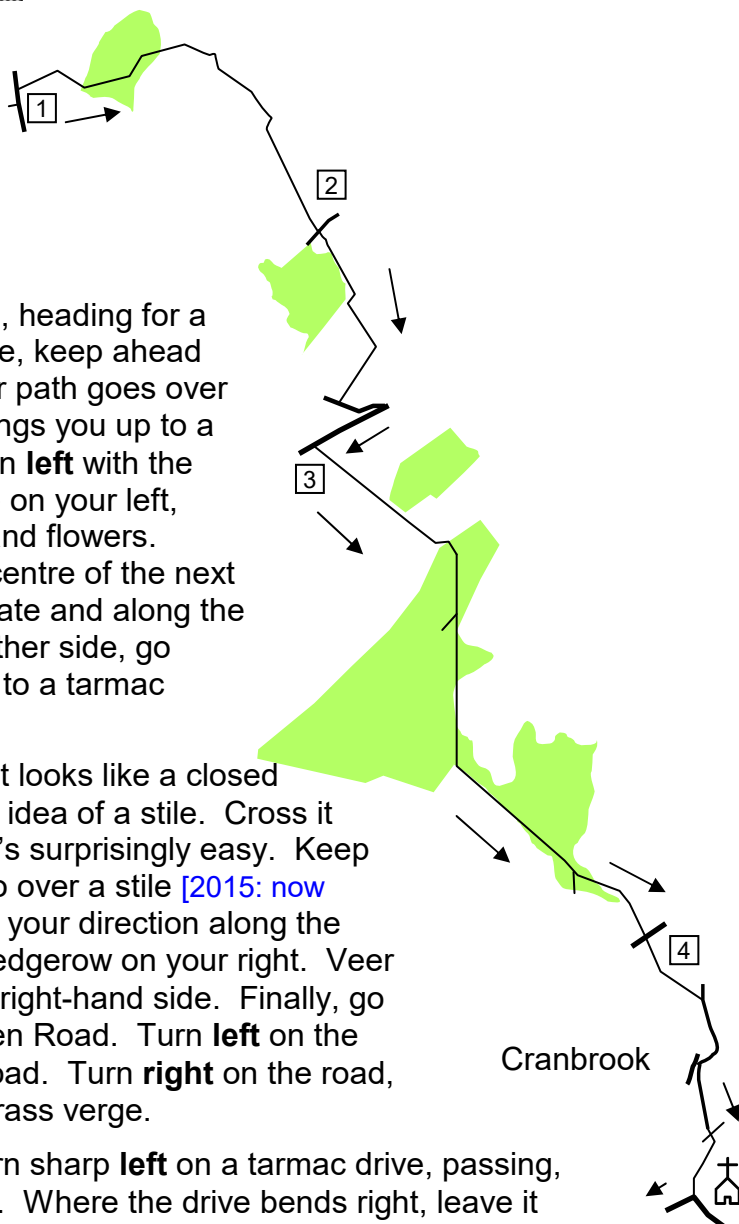 1
2
, heading for a
e, keep ahead
r path goes over
ngs you up to a
n left with the
on your left,
nd flowers.
3
centre of the next
ate and along the
ther side, go
to a tarmac
t looks like a closed
idea of a stile. Cross it
's surprisingly easy. Keep
o over a stile [2015: now
your direction along the
edgerow on your right. Veer
right-hand side. Finally, go
en Road. Turn left on the
oad. Turn right on the road,
rass verge.
4
Cranbrook
rn sharp left on a tarmac drive, passing,
. Where the drive bends right, leave it